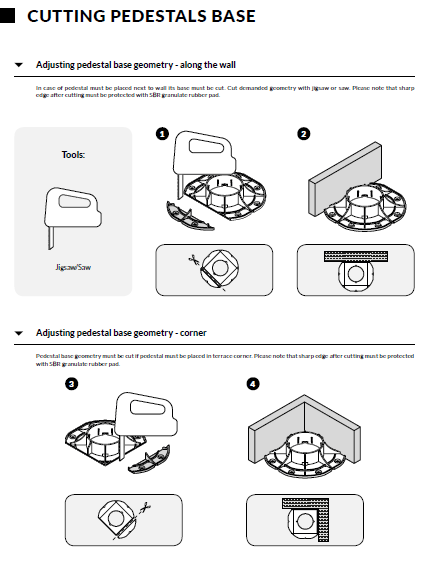 CUTTING PEDESTALS BASE
Adjusting pedestal base geometry - along the wall
In case of pedestal must be placed next to wall its base must be cut. Cut demanded geometry with jigsaw or saw. Please note that sharp
edge after cutting must be protected with SBR granulate rubber pad.
Tools:
1
2
Jigsaw/Saw
Adjusting pedestal base geometry - corner
Pedestal base geometry must be cut if pedestal must be placed in terrace corner. Please note that sharp edge after cutting must be protected
with SBR granulate rubber pad.
3
4